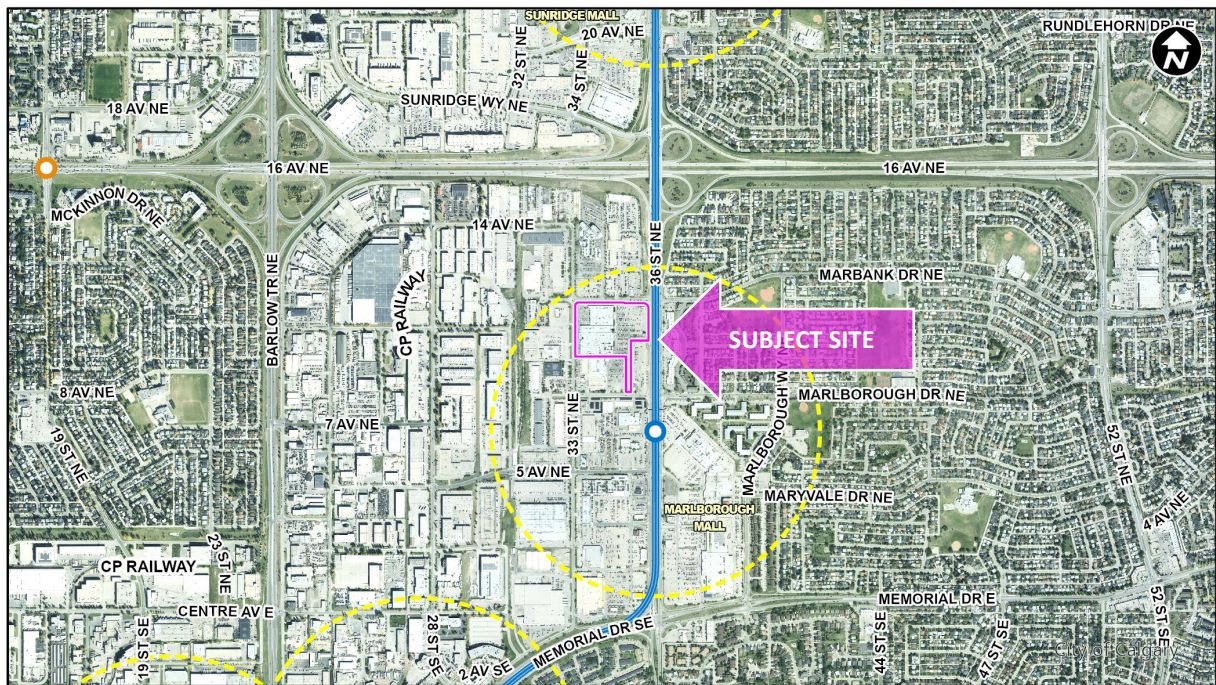 SUNRIDGE MALL
20 AV NE
RUNDLEHORN DR NE
N
32 ST NE
34 ST NE
18 AV NE
SUNRIDGE WY NE
16 AV NE
16 AV NE
MCKINNON DR NE
14 AV NE
36 ST NE
BARLOW TR NE
CP RAILWAY
MARBANK DR NE
SUBJECT SITE
8 AV NE
MARLBOROUGH DR NE
33 ST NE
7 AV NE
MARLBOROUGH WY N
19 ST NE
52 ST NE
5 AV NE
MARYVALE DR NE
MARLBOROUGH
MALL
4 AV NE
23 ST NE
CP RAILWAY
CENTRE AV E
MEMORIAL DR E
52 ST SE
19 ST SE
28 ST SE
2 AV SE
MEMORIAL DR SE
44 ST SE
47 ST SE
City of Calgary